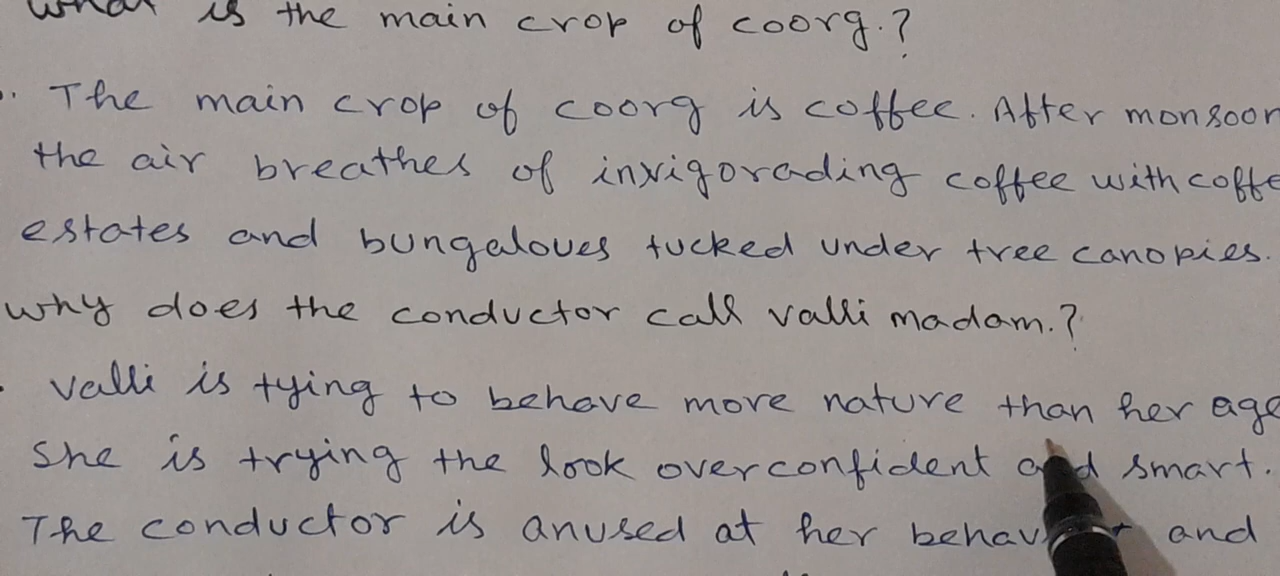 what is the main crop of coorg.?
The main crop of coorg is coffee. After monsoon
the air breathes of invigorading coffee with coffe
estates and bungaloues tucked under tree canopies.
why does the conductor call valli madam.?
valli is tying to behave more nature than her age
She is trying the look overconfident and smart.
The conductor is anused at her and